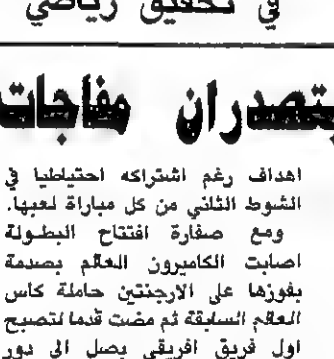 في تحقيق رياضي
يتصدران مفاجات
اهداف رغم اشتراكه احتياطيا في
الشوط الثاني من كل مباراة لعبها.
ومع صفارة افتتاح البطولة
اصابت الكاميرون العالم بصدمة
بفوزها على الارجنتين حاملة كاس
العالم السابقة ثم مضت قدما لتصبح
اول فريق افريقي يصل الى دور